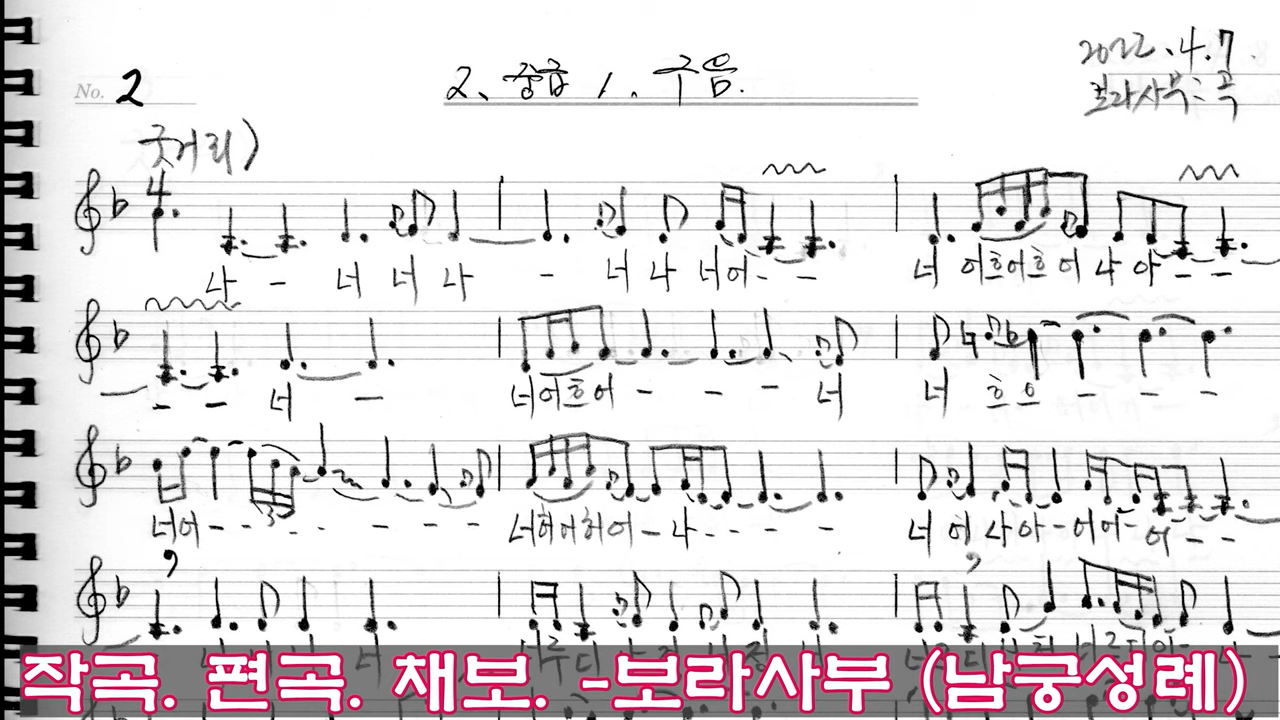 2022.4.7.
No. 2
2、중급 1. 구음.
보라사부:곡
굿거리)
4
나 - 너 너 나 - 너 나 너어 - - 너 어흐어흐 어 나 아 - -
- - 너 - 너어흐어 - - - 너 너 흐으 - - -
너어 - - 3 - - - - 너허어허어 - 나 - - - - 너 어 나아 - 어어 - 어 - -
작곡. 편곡. 채보. -보라사부 (남궁성례)